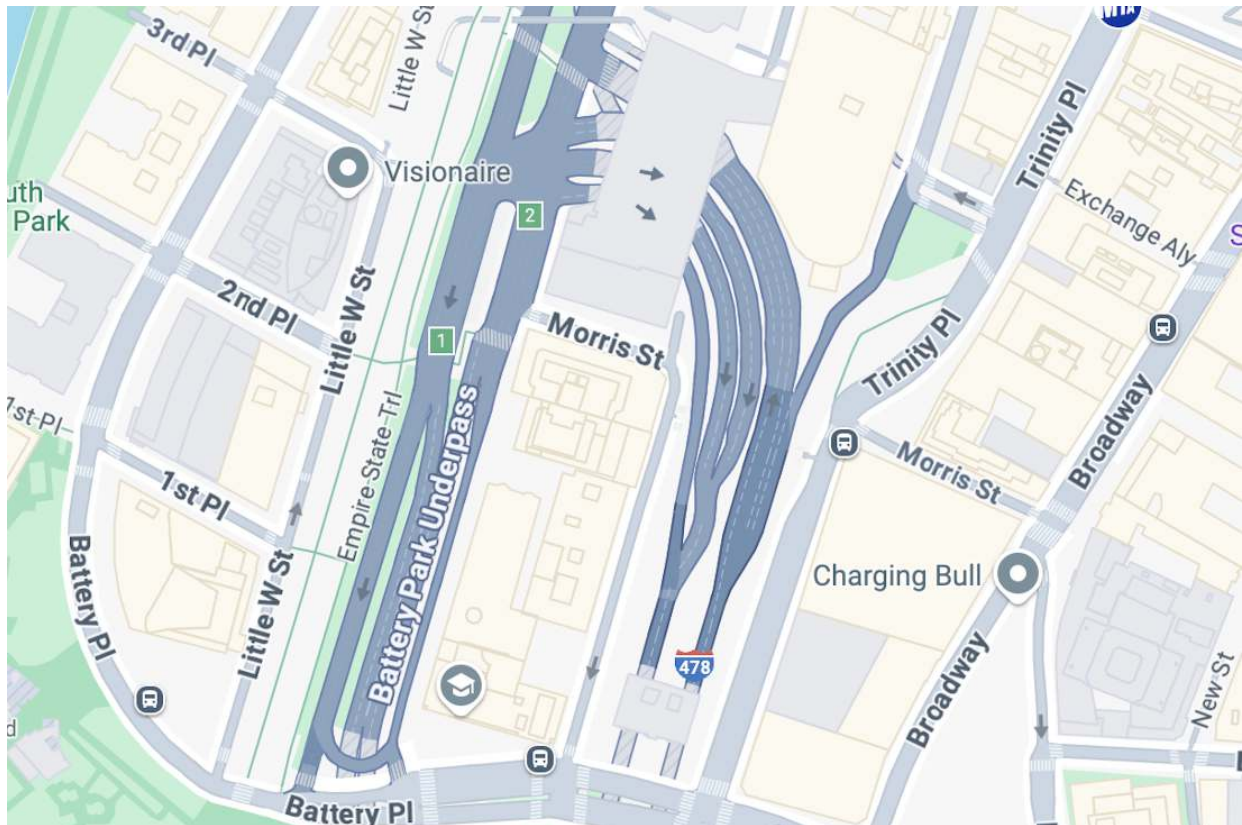 MTA
3rd Pl
Little W St
Trinity Pl
Visionaire
uth
Park
Exchange Aly
S
2
2nd Pl
Little W St
1
Morris St
Trinity Pl
1st Pl
Empire State Trl
Battery Park Underpass
Broadway
Morris St
1st Pl
Battery Pl
Little W St
Charging Bull
478
Broadway
New St
d
Battery Pl